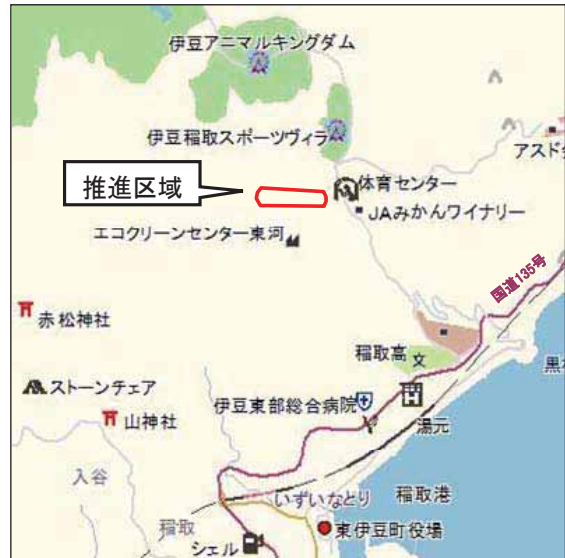 伊豆アニマルキングダム
伊豆稲取スポーツヴィラ
アスド
推進区域
体育センター
JAみかんワイナリー
エコクリーンセンター東河
国道135号
赤松神社
稲取高
文
黒
ストーンチェア
伊豆東部総合病院
山神社
湯元
入谷
いずいなとり
稲取港
稲取
東伊豆町役場
シェル